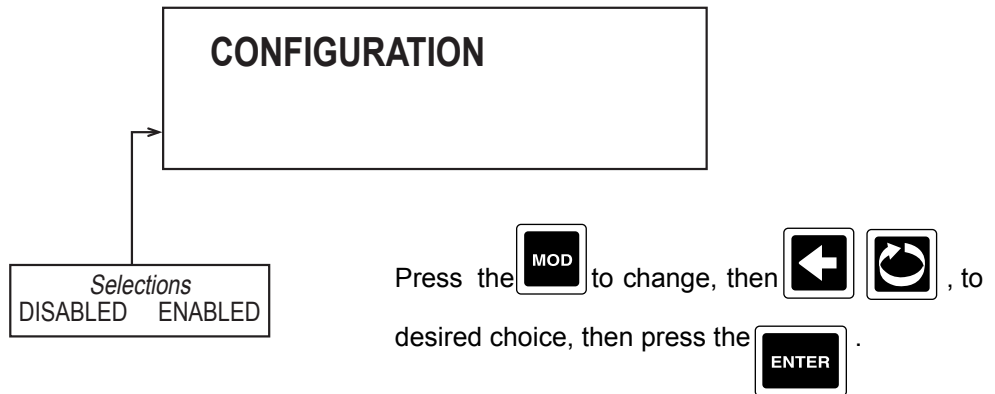 CONFIGURATION
Selections
DISABLED ENABLED
Press the MOD to change, then , to
desired choice, then press the ENTER .